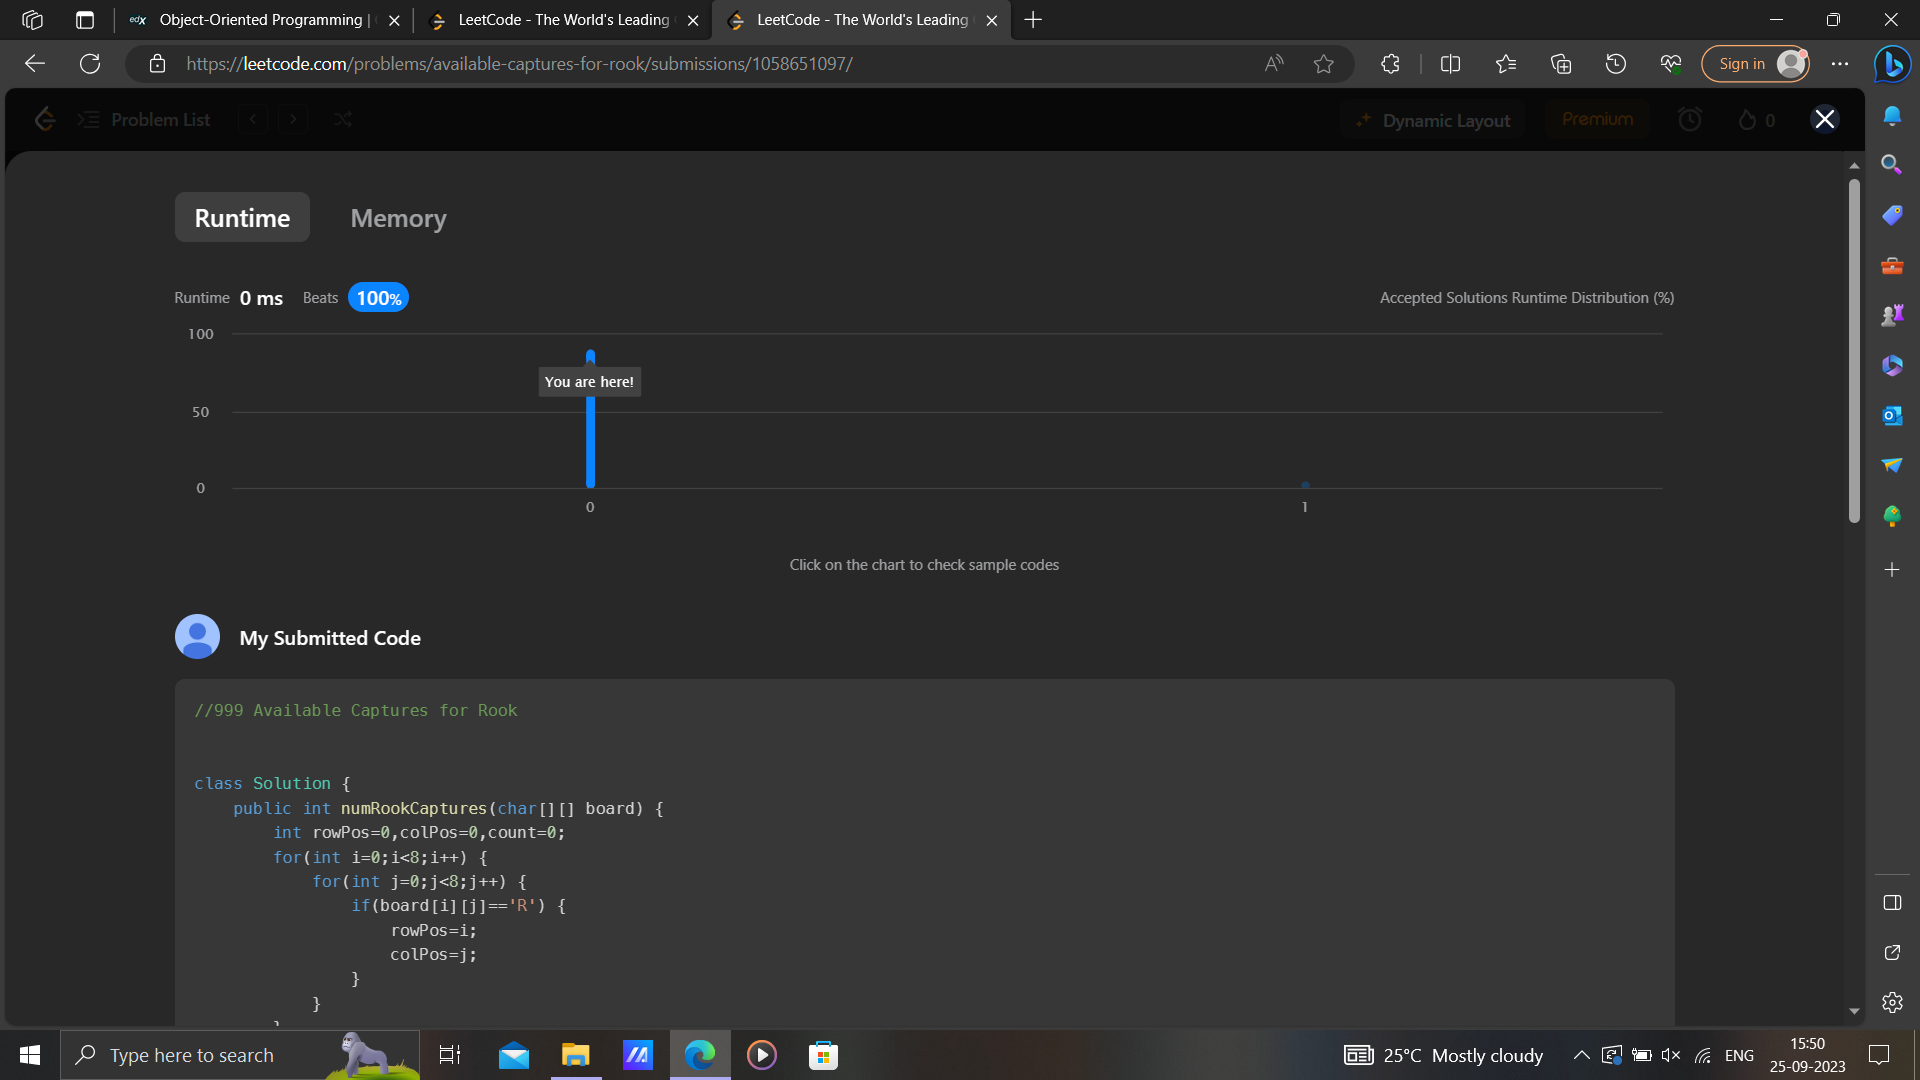 edX Object-Oriented Programming |
LeetCode - The World's Leading
LeetCode - The World's Leading
https://leetcode.com/problems/available-captures-for-rook/submissions/1058651097/
Sign in
Problem List
Dynamic Layout
Premium
0
Runtime
Memory
Runtime 0 ms Beats 100%
Accepted Solutions Runtime Distribution (%)
100
You are here!
50
0
0
1
Click on the chart to check sample codes
My Submitted Code
//999 Available Captures for Rook
class Solution {
public int numRookCaptures(char[][] board) {
int rowPos=0,colPos=0,count=0;
for(int i=0;i<8;i++) {
for(int j=0;j<8;j++) {
if(board[i][j]=='R') {
rowPos=i;
colPos=j;
}
}
}
Type here to search
25°C Mostly cloudy
ENG
15:50
25-09-2023